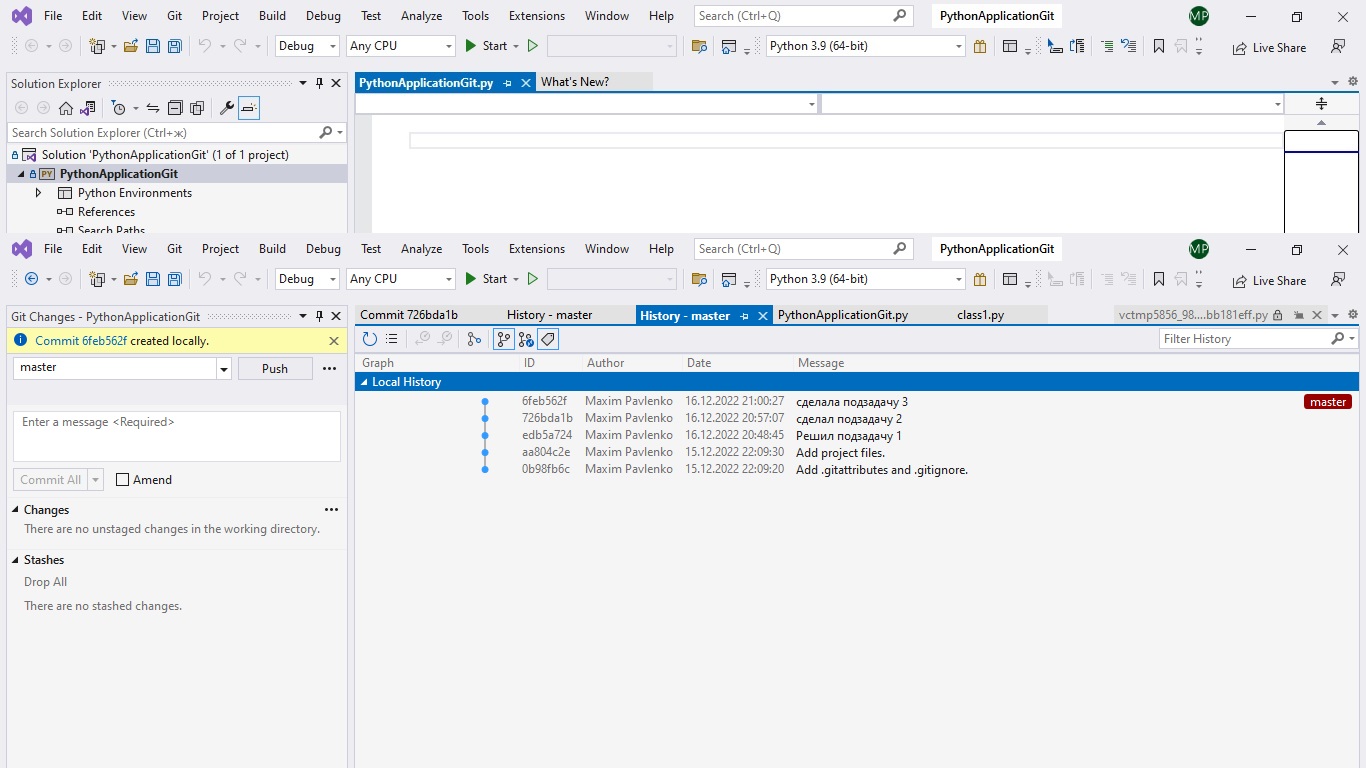 File Edit View Git Project Build Debug Test Analyze Tools Extensions Window Help Search (Ctrl+Q) PythonApplicationGit MP
Debug Any CPU Start Python 3.9 (64-bit) Live Share
Solution Explorer
PythonApplicationGit.py What's New?
Search Solution Explorer (Ctrl+ж)
Solution 'PythonApplicationGit' (1 of 1 project)
PY PythonApplicationGit
Python Environments
References
Search Paths
File Edit View Git Project Build Debug Test Analyze Tools Extensions Window Help Search (Ctrl+Q) PythonApplicationGit MP
Debug Any CPU Start Python 3.9 (64-bit) Live Share
Git Changes - PythonApplicationGit
Commit 6feb562f created locally.
master Push
Enter a message <Required>
Commit All Amend
Changes
There are no unstaged changes in the working directory.
Stashes
Drop All
There are no stashed changes.
Commit 726bda1b History - master History - master PythonApplicationGit.py class1.py vctmp5856_98....bb181eff.py
Filter History
Graph ID Author Date Message
Local History
6feb562f Maxim Pavlenko 16.12.2022 21:00:27 сделала подзадачу 3 master
726bda1b Maxim Pavlenko 16.12.2022 20:57:07 сделал подзадачу 2
edb5a724 Maxim Pavlenko 16.12.2022 20:48:45 Решил подзадачу 1
aa804c2e Maxim Pavlenko 15.12.2022 22:09:30 Add project files.
0b98fb6c Maxim Pavlenko 15.12.2022 22:09:20 Add .gitattributes and .gitignore.